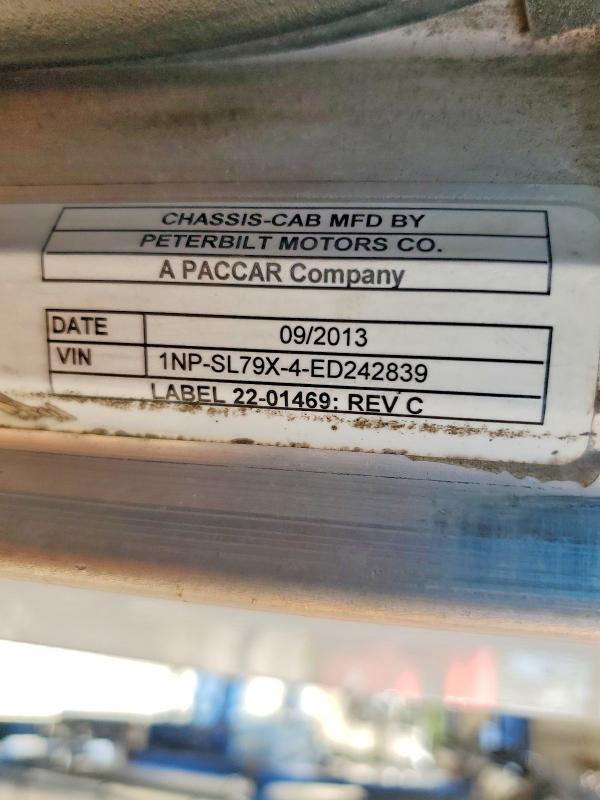 CHASSIS-CAB MFD BY
PETERBILT MOTORS CO.
A PACCAR Company
DATE 09/2013
VIN 1NP-SL79X-4-ED242839
LABEL 22-01469: REV C